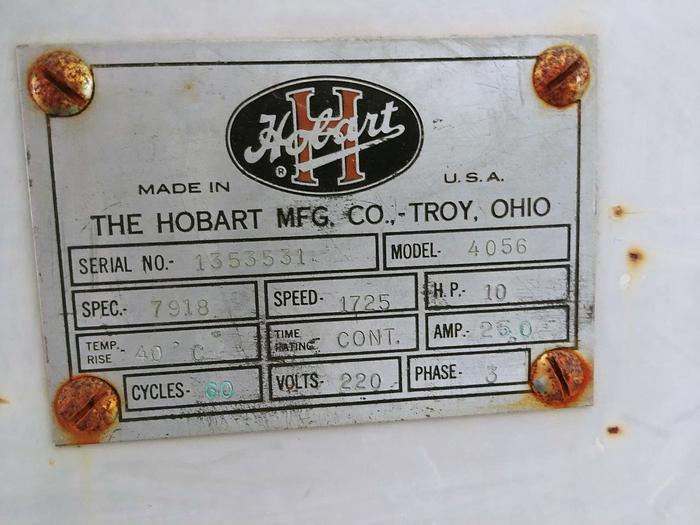 H
Hobart
®
MADE IN U.S.A.
THE HOBART MFG. CO.,-TROY, OHIO
SERIAL NO.- 1353531 MODEL- 4056
SPEC.- 7918 SPEED- 1725 H.P.- 10
TEMP. RISE - 40 °C TIME RATING- CONT. AMP.- 25.0
CYCLES- 60 VOLTS- 220 PHASE- 3